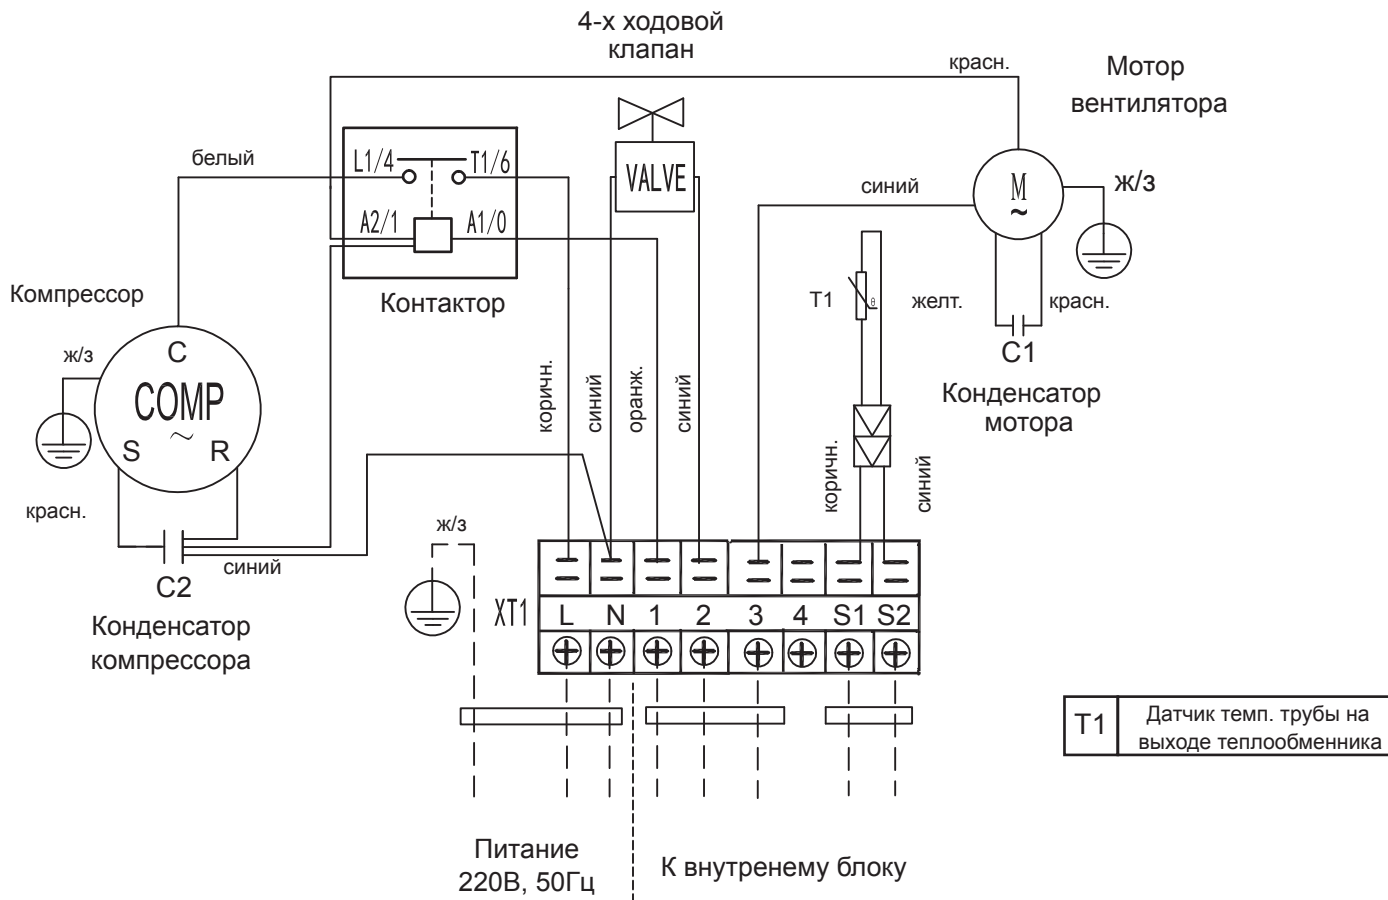 4-х ходовой
клапан
красн.
Мотор
вентилятора
белый
L1/4
T1/6
VALVE
синий
M
~
ж/з
A2/1
A1/0
Контактор
Компрессор
T1
θ
желт.
красн.
C1
Конденсатор
мотора
ж/з
C
COMP
~
S
R
коричн.
синий
оранж.
синий
коричн.
синий
красн.
синий
C2
Конденсатор
компрессора
ж/з
XT1
L
N
1
2
3
4
S1
S2
T1
Датчик темп. трубы на
выходе теплообменника
Питание
220В, 50Гц
К внутренему блоку